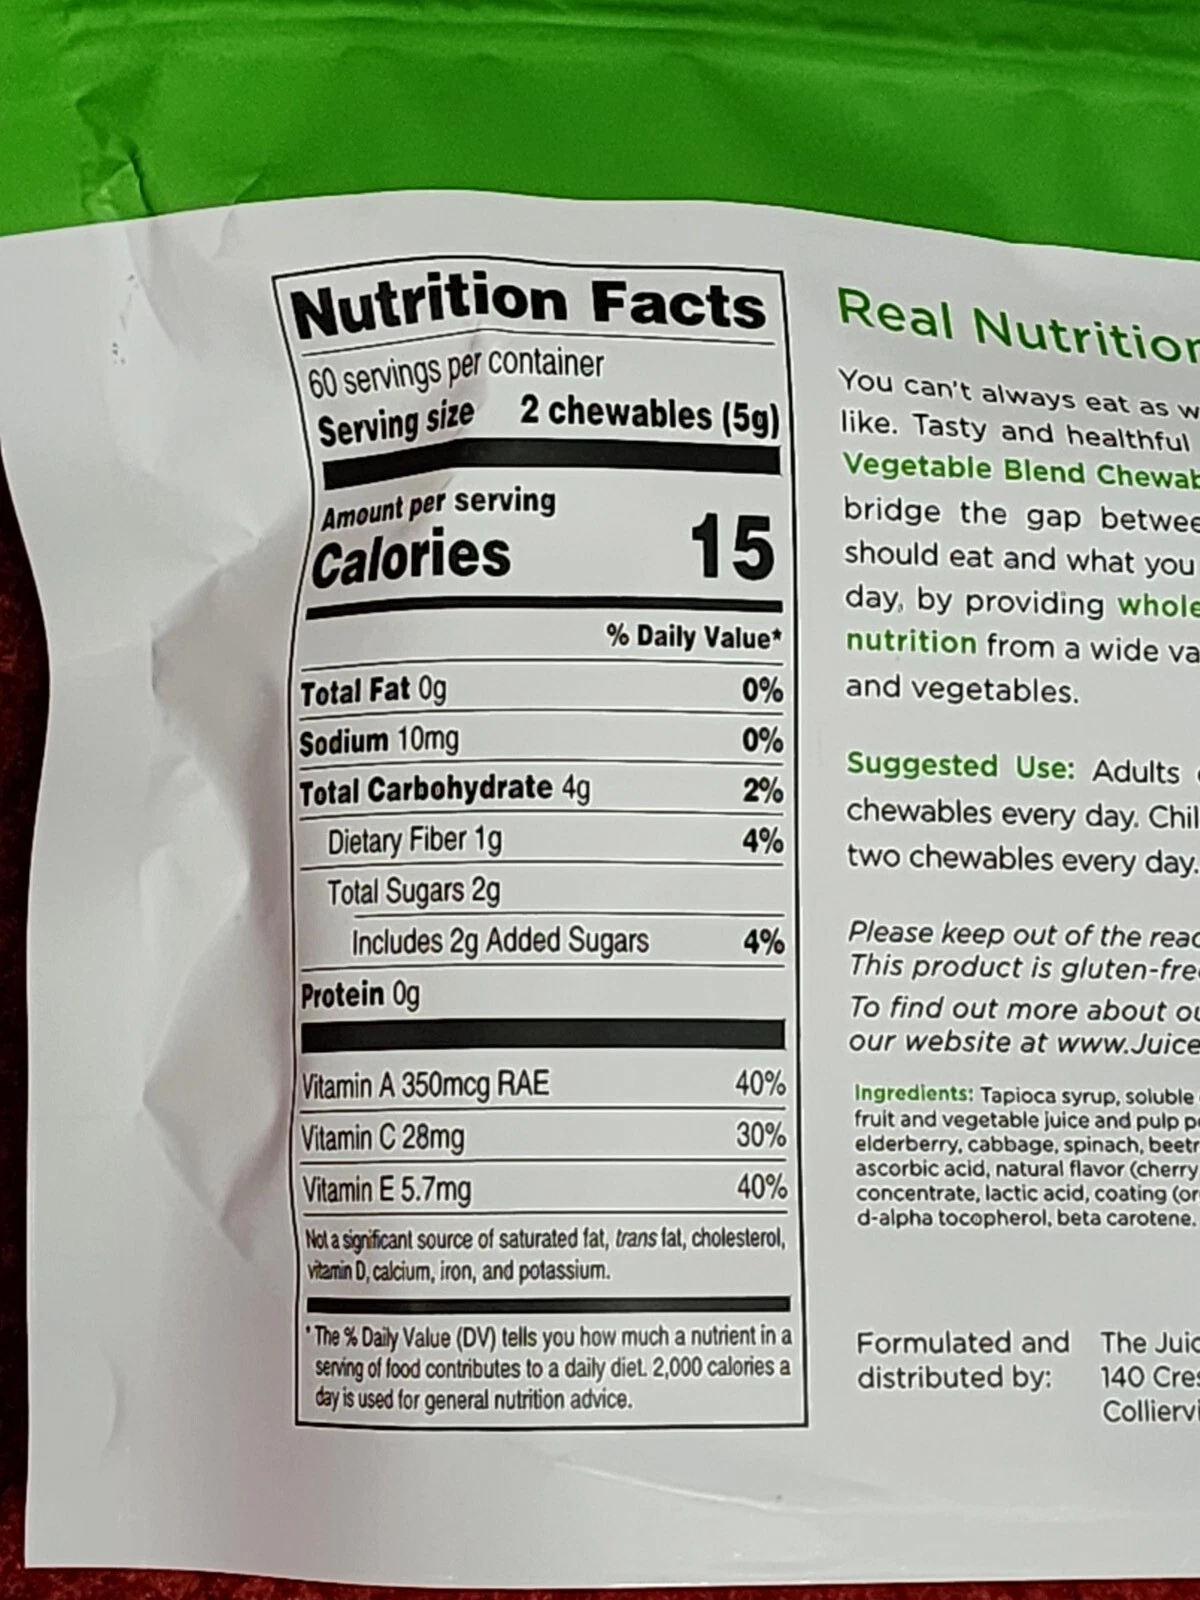 Nutrition Facts
60 servings per container
Serving size 2 chewables (5g)
Amount per serving
Calories 15
% Daily Value*
Total Fat 0g 0%
Sodium 10mg 0%
Total Carbohydrate 4g 2%
Dietary Fiber 1g 4%
Total Sugars 2g
Includes 2g Added Sugars 4%
Protein 0g
Vitamin A 350mcg RAE 40%
Vitamin C 28mg 30%
Vitamin E 5.7mg 40%
Not a significant source of saturated fat, trans fat, cholesterol,
vitamin D, calcium, iron, and potassium.
*The % Daily Value (DV) tells you how much a nutrient in a
serving of food contributes to a daily diet. 2,000 calories a
day is used for general nutrition advice.
Real Nutrition
You can't always eat as
like. Tasty and healthful
Vegetable Blend
bridge the gap
should eat and what you
day, by providing whole
nutrition from a wide
and vegetables.
Suggested Use: Adults
chewables every day.
two chewables every day.
Please keep out of the
This product is
To find out more about
our website at www.Juice
Ingredients: Tapioca syrup, soluble
fruit and vegetable juice and pulp
elderberry, cabbage, spinach,
ascorbic acid, natural flavor (cherry
concentrate, lactic acid, coating
d-alpha tocopherol, beta carotene.
Formulated and The
distributed by: 140